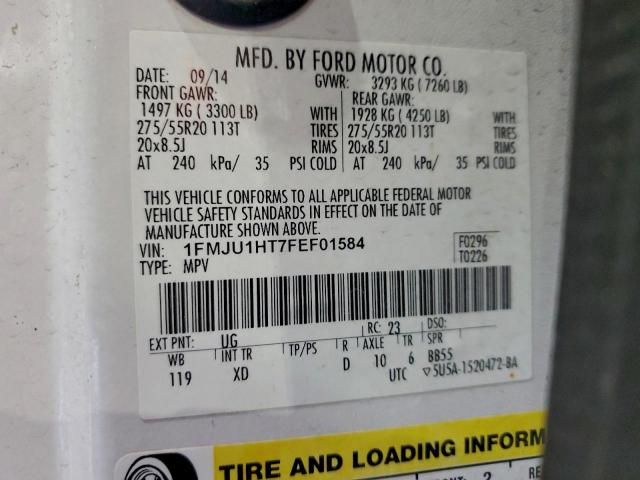 MFD. BY FORD MOTOR CO.
DATE: 09/14 GVWR: 3293 KG ( 7260 LB)
FRONT GAWR: REAR GAWR:
1497 KG ( 3300 LB) WITH 1928 KG ( 4250 LB) WITH
275/55R20 113T TIRES 275/55R20 113T TIRES
20x8.5J RIMS 20x8.5J RIMS
AT 240 kPa/ 35 PSI COLD AT 240 kPa/ 35 PSI COLD
THIS VEHICLE CONFORMS TO ALL APPLICABLE FEDERAL MOTOR
VEHICLE SAFETY STANDARDS IN EFFECT ON THE DATE OF
MANUFACTURE SHOWN ABOVE.
VIN: 1FMJU1HT7FEF01584 F0296
TYPE: MPV T0226
EXT PNT: UG RC: 23 DSO:
WB INT TR TP/PS R AXLE TR SPR
119 XD D 10 6 BB55
UTC ▽5U5A-1520472-BA
TIRE AND LOADING INFORM